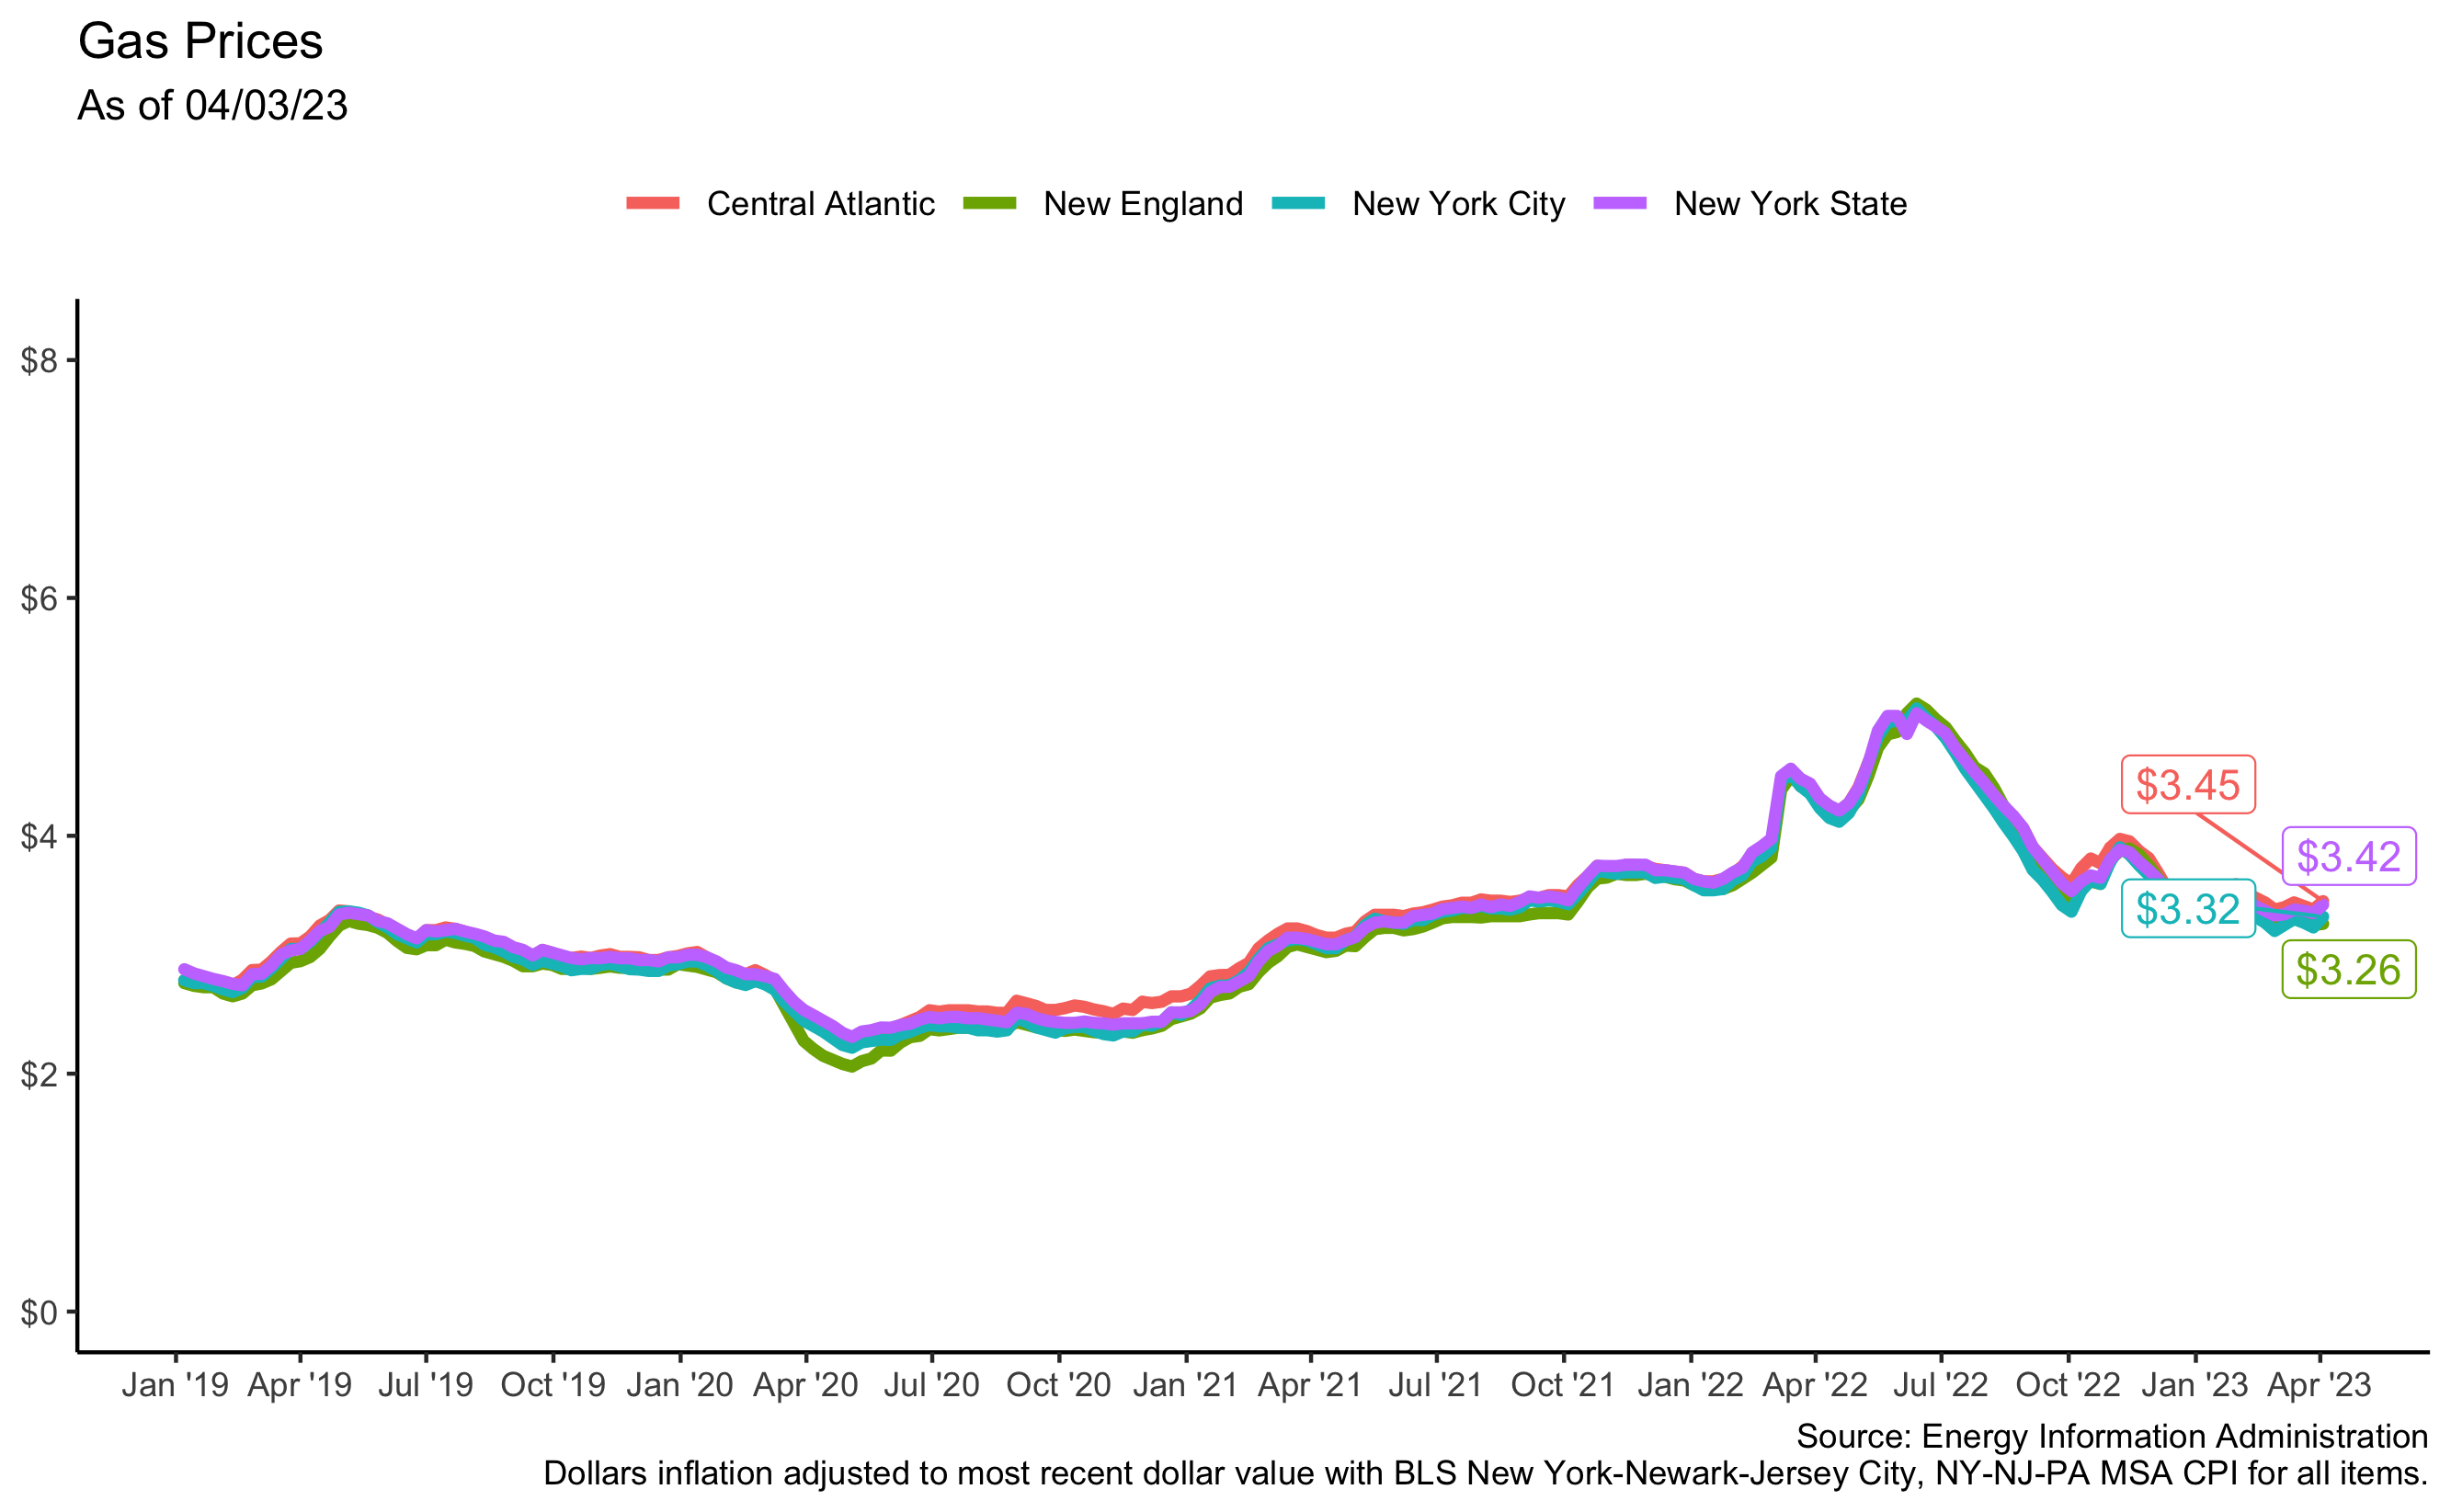 Gas Prices
As of 04/03/23
Central Atlantic New England New York City New York State
$8
$6
$4
$2
$0
$3.45
$3.42
$3.32
$3.26
Jan '19 Apr '19 Jul '19 Oct '19 Jan '20 Apr '20 Jul '20 Oct '20 Jan '21 Apr '21 Jul '21 Oct '21 Jan '22 Apr '22 Jul '22 Oct '22 Jan '23 Apr '23
Source: Energy Information Administration
Dollars inflation adjusted to most recent dollar value with BLS New York-Newark-Jersey City, NY-NJ-PA MSA CPI for all items.